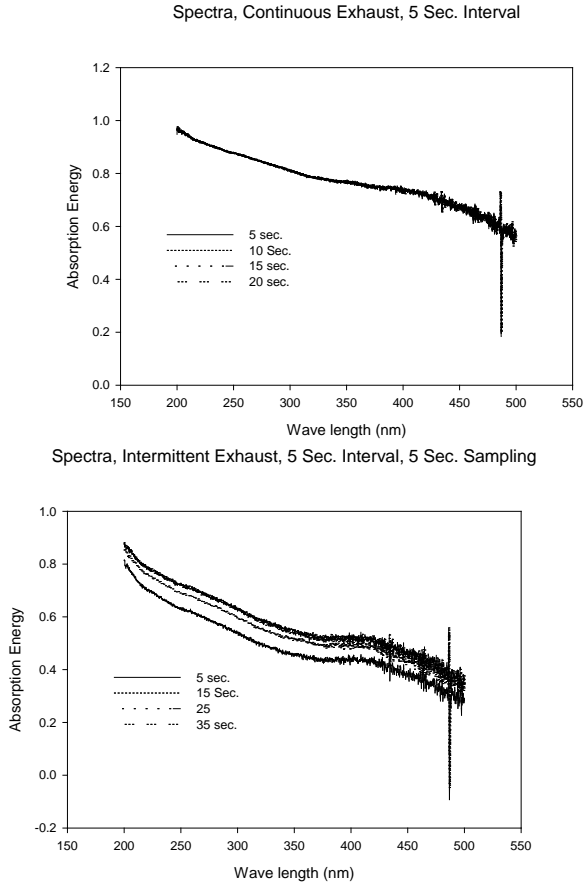 Spectra, Continuous Exhaust, 5 Sec. Interval
1.2
1.0
0.8
0.6
0.4
0.2
0.0
Absorption Energy
5 sec.
10 Sec.
15 sec.
20 sec.
150 200 250 300 350 400 450 500 550
Wave length (nm)
Spectra, Intermittent Exhaust, 5 Sec. Interval, 5 Sec. Sampling
1.0
0.8
0.6
0.4
0.2
0.0
-0.2
Absorption Energy
5 sec.
15 Sec.
25
35 sec.
150 200 250 300 350 400 450 500 550
Wave length (nm)